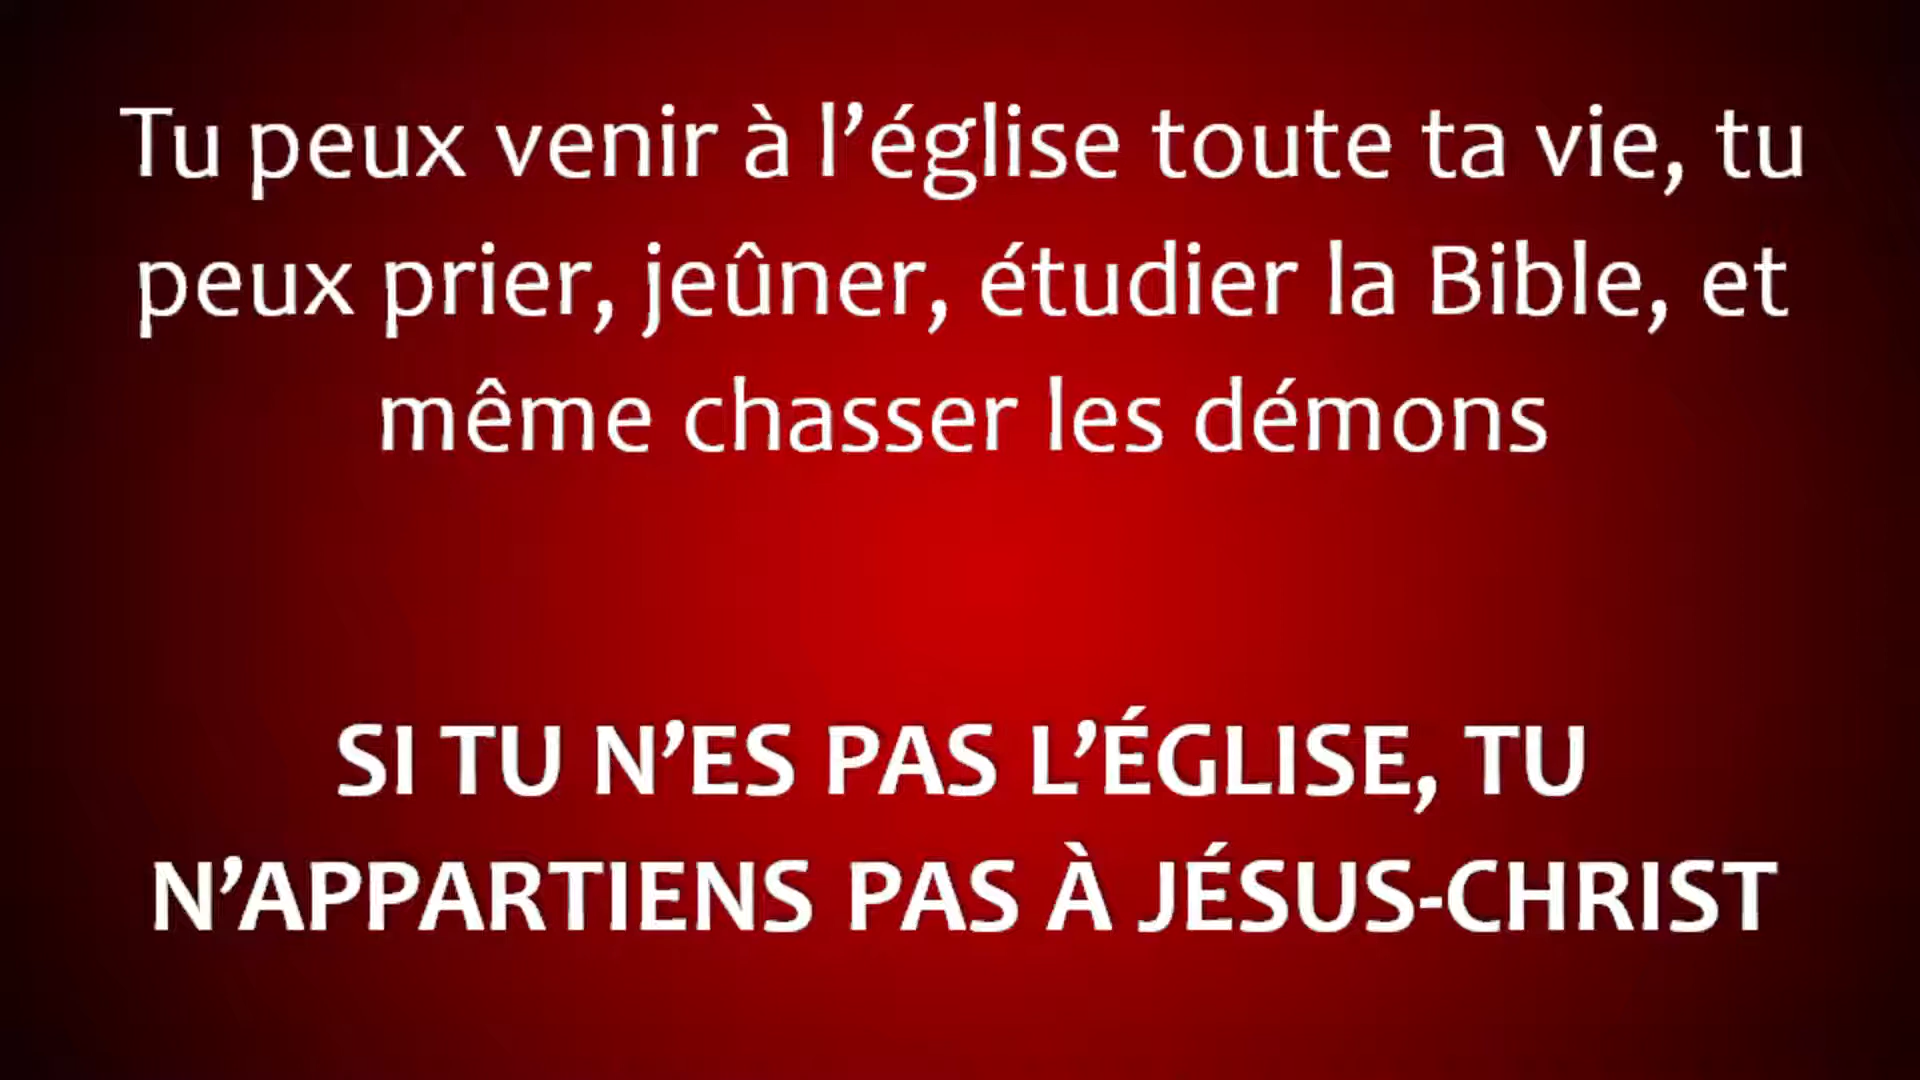 Tu peux venir à l’église toute ta vie, tu
peux prier, jeûner, étudier la Bible, et
même chasser les démons
SI TU N’ES PAS L’ÉGLISE, TU
N’APPARTIENS PAS À JÉSUS-CHRIST